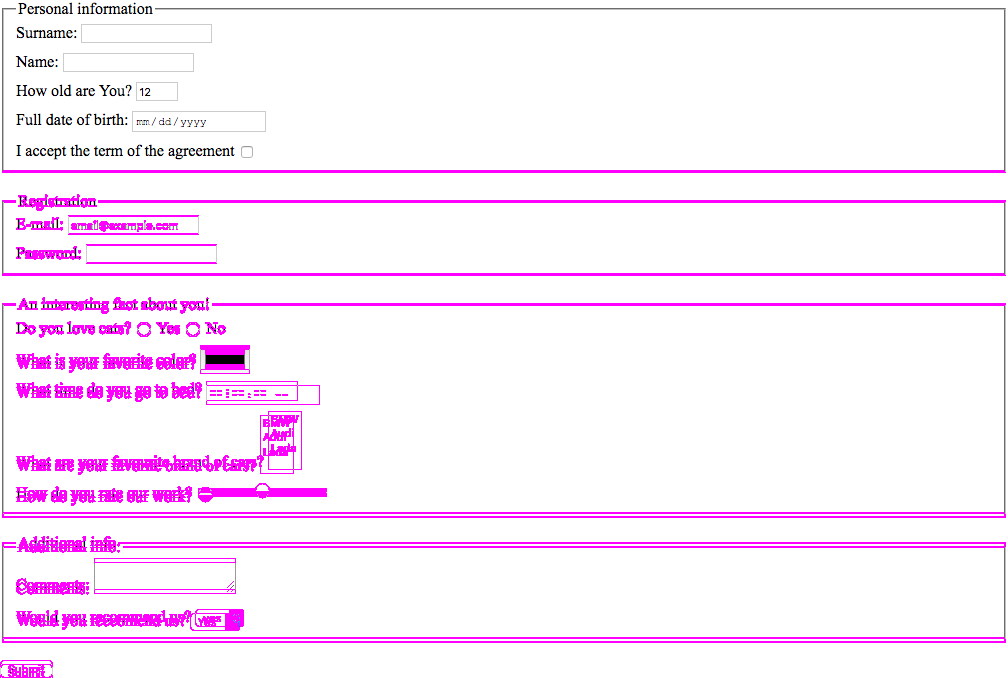 Personal information
Surname:
Name:
How old are You? 12
Full date of birth: mm/dd/yyyy
I accept the term of the agreement
Registration
E-mail: email@example.com
Password:
An interesting fact about you!
Do you love cats? Yes No
What is your favorite color?
What time do you go to bed? --:--:-- --
BMW
Audi
Lada
What are your favourite brand of cars?
How do you rate our work?
Additional info:
Comments:
Would you recommend us? yes
Submit